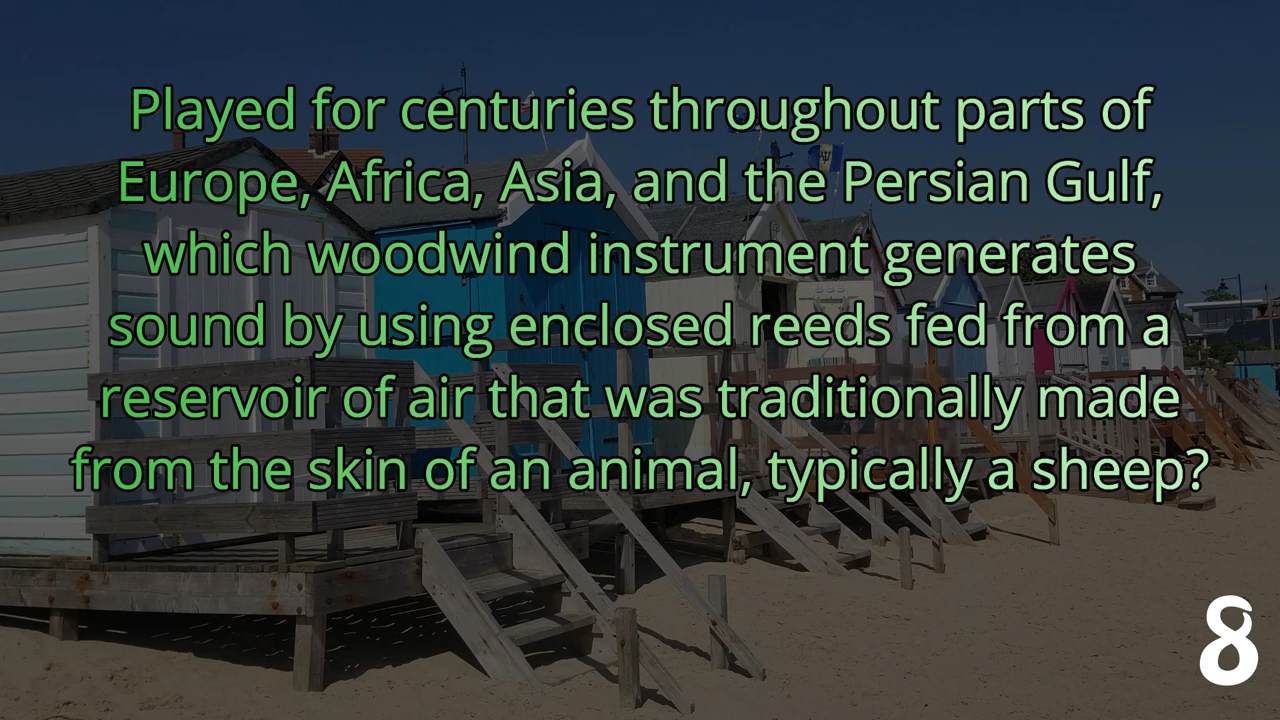 Played for centuries throughout parts of
Europe, Africa, Asia, and the Persian Gulf,
which woodwind instrument generates
sound by using enclosed reeds fed from a
reservoir of air that was traditionally made
from the skin of an animal, typically a sheep?
8